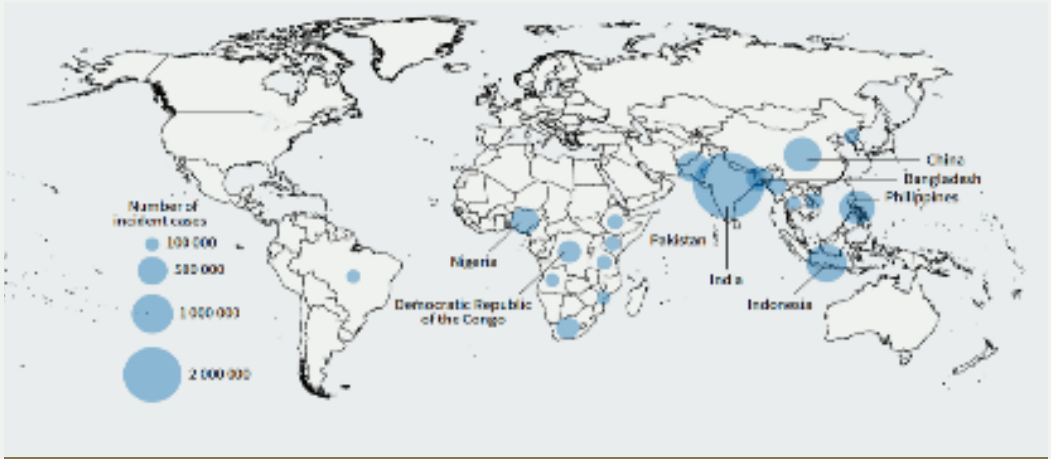 Number of
incident cases
100 000
500 000
1 000 000
2 000 000
China
Bangladesh
Philippines
Pakistan
India
Indonesia
Nigeria
Democratic Republic
of the Congo